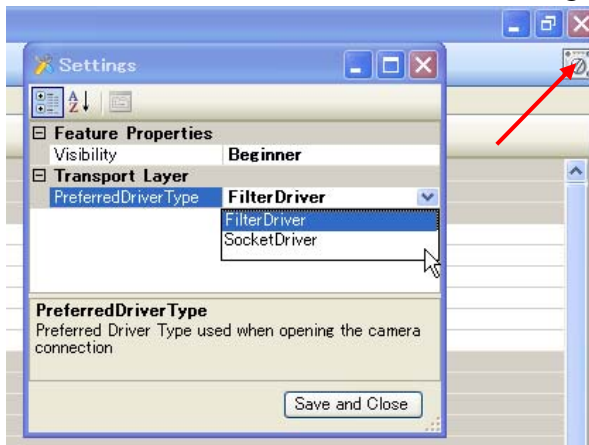 Settings
Feature Properties
Visibility Beginner
Transport Layer
PreferredDriverType FilterDriver
FilterDriver
SocketDriver
PreferredDriverType
Preferred Driver Type used when opening the camera
connection
Save and Close